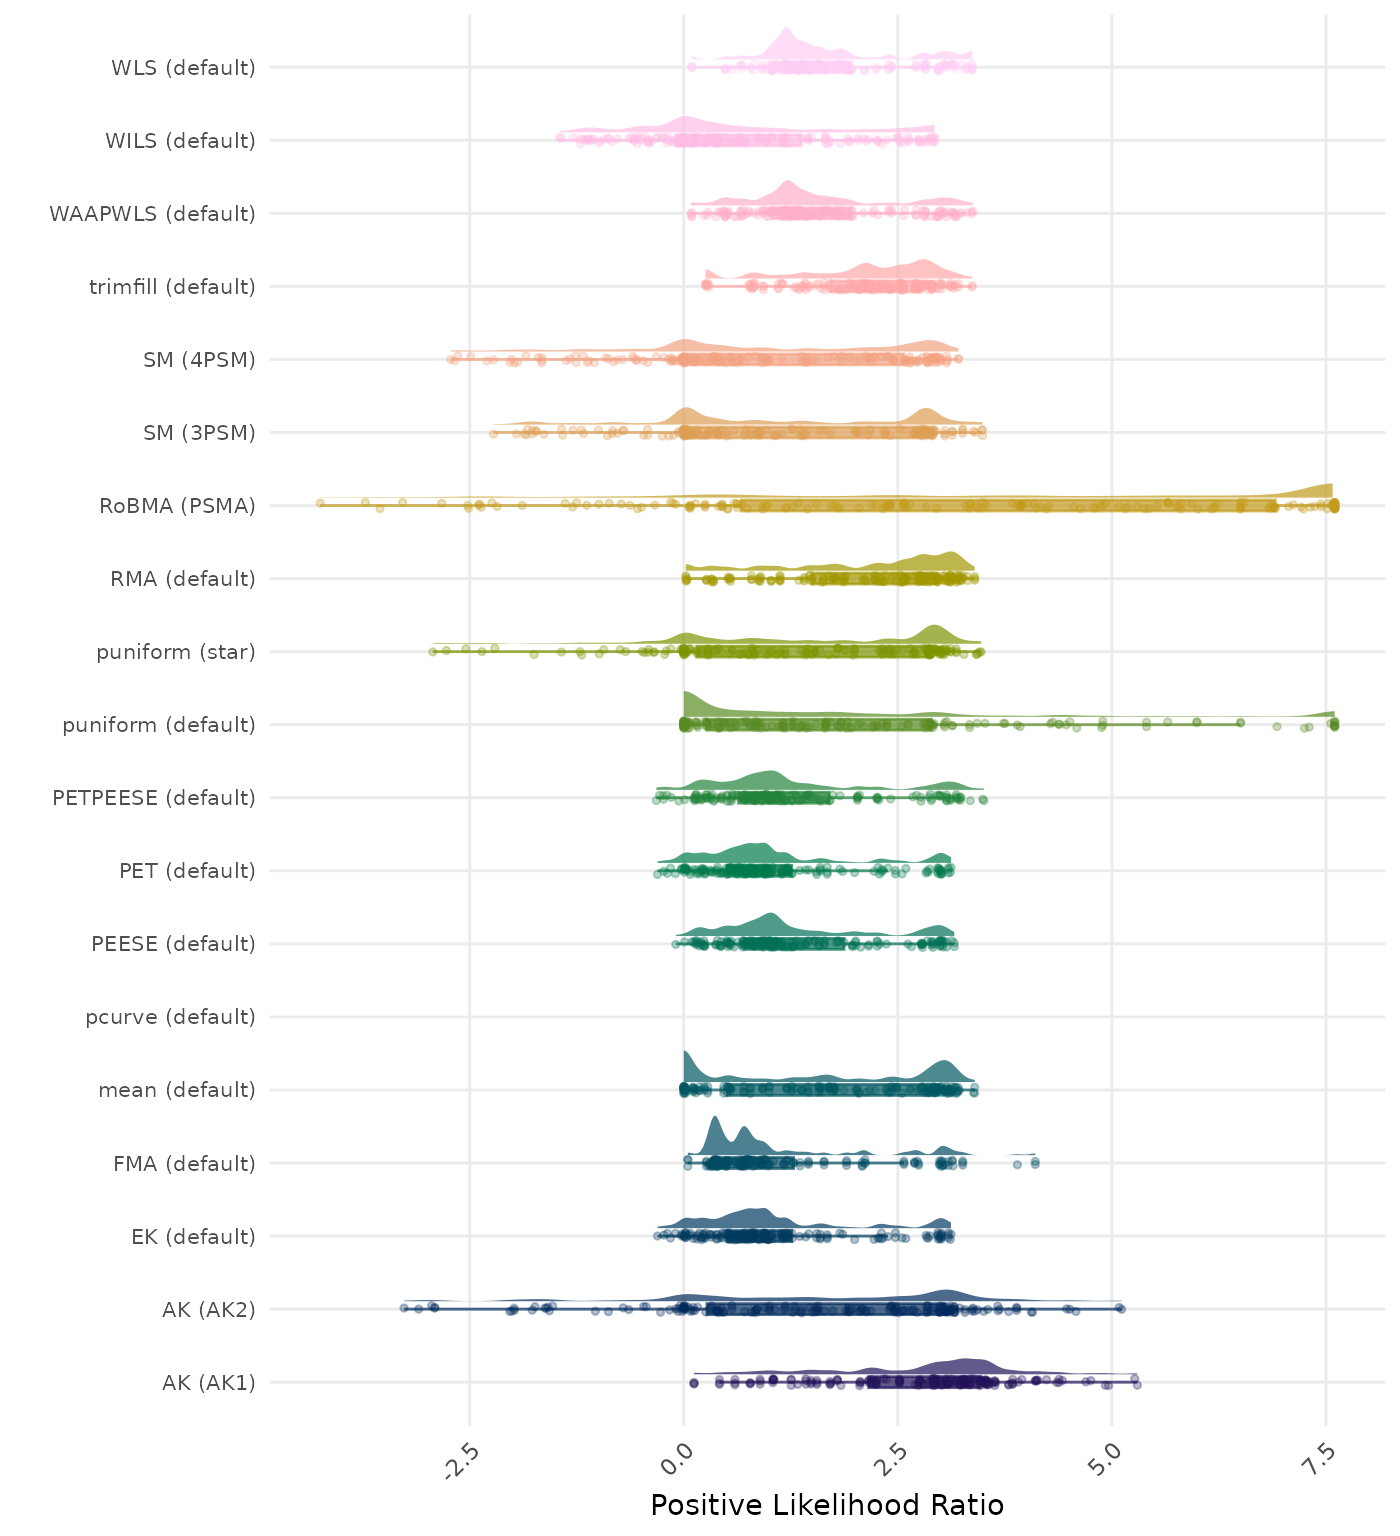 WLS (default)
WILS (default)
WAAPWLS (default)
trimfill (default)
SM (4PSM)
SM (3PSM)
RoBMA (PSMA)
RMA (default)
puniform (star)
puniform (default)
PETPEESE (default)
PET (default)
PEESE (default)
pcurve (default)
mean (default)
FMA (default)
EK (default)
AK (AK2)
AK (AK1)
-2.5 0.0 2.5 5.0 7.5
Positive Likelihood Ratio